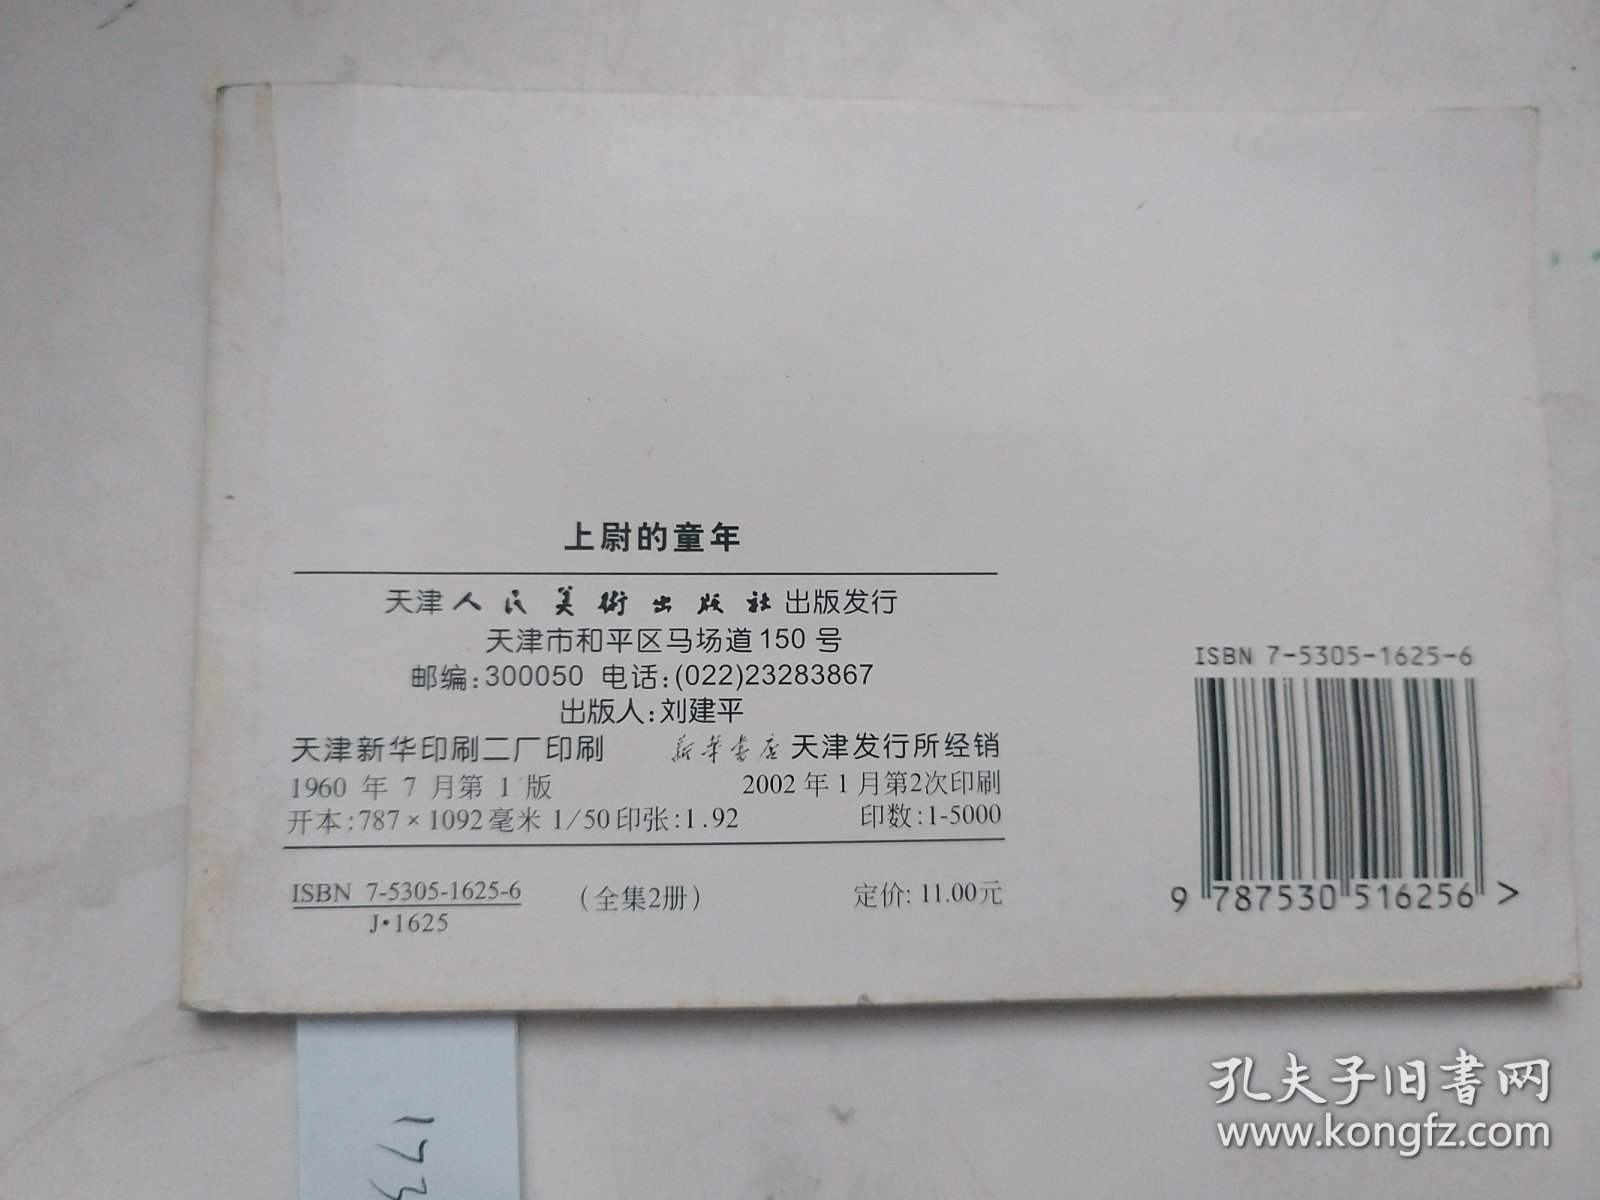 上尉的童年
天津人民美術出版社出版发行
天津市和平区马场道150号
邮编:300050 电话:(022)23283867
出版人:刘建平
天津新华印刷二厂印刷 新华书店天津发行所经销
1960年7月第1版 2002年1月第2次印刷
开本:787×1092毫米 1/50印张:1.92 印数:1-5000
ISBN 7-5305-1625-6 (全集2册) 定价: 11.00元
J·1625
ISBN 7-5305-1625-6
9 787530 516256 >
173
孔夫子旧书网
www.kongfz.com